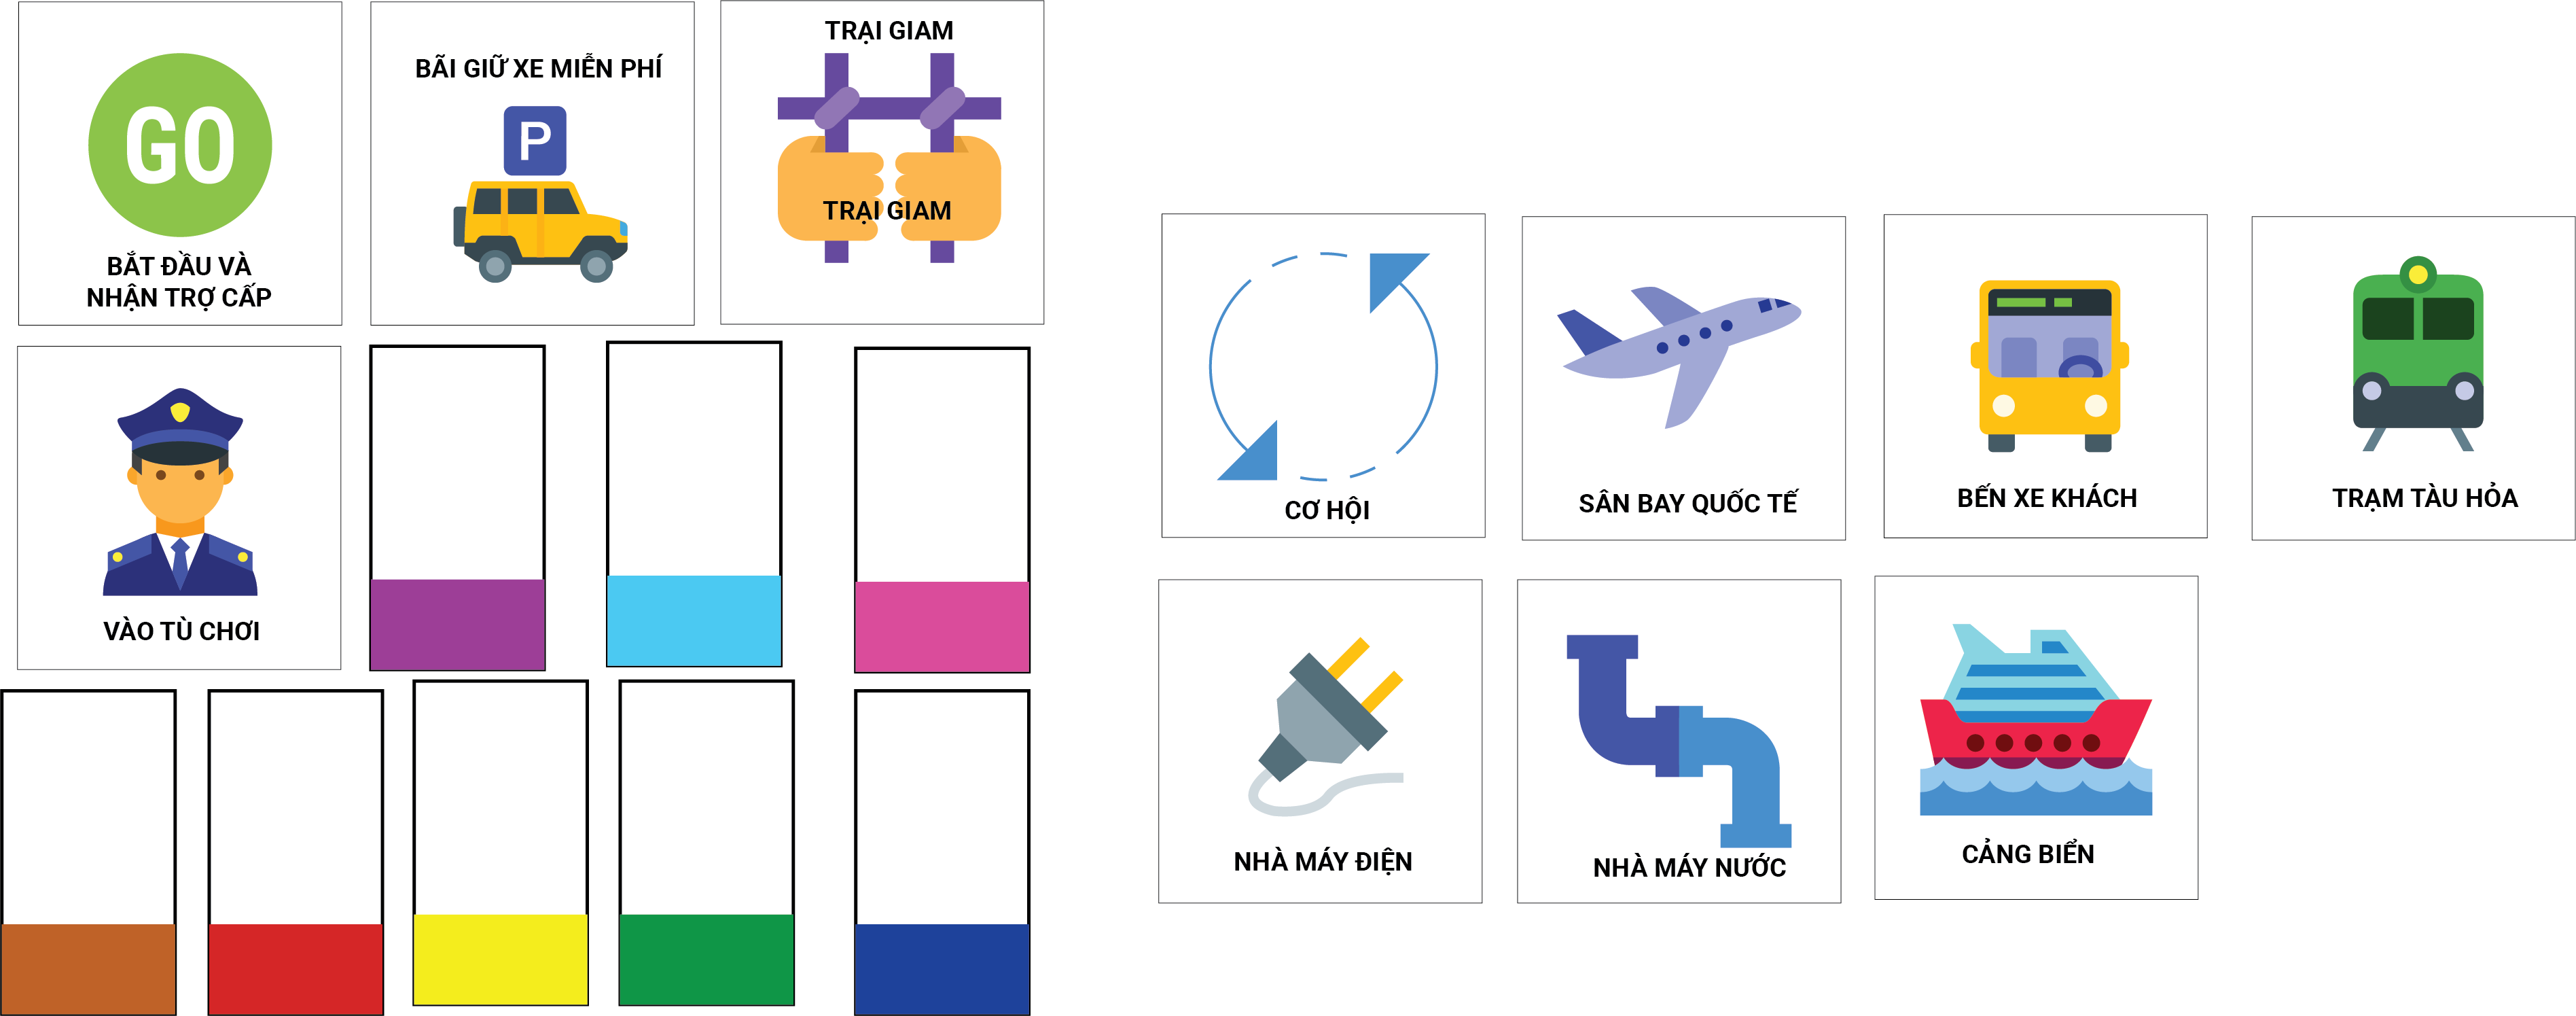 GO
BẮT ĐẦU VÀ
NHẬN TRỢ CẤP
BÃI GIỮ XE MIỄN PHÍ
P
TRẠI GIAM
TRẠI GIAM
VÀO TÙ CHƠI
CƠ HỘI
SÂN BAY QUỐC TẾ
BẾN XE KHÁCH
TRẠM TÀU HỎA
NHÀ MÁY ĐIỆN
NHÀ MÁY NƯỚC
CẢNG BIỂN